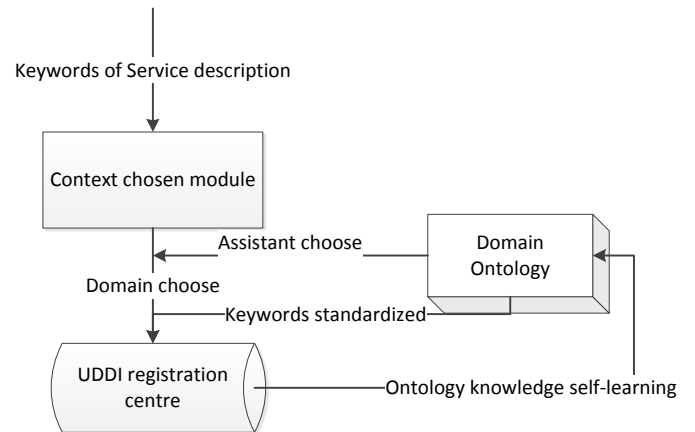 Keywords of Service description
Context chosen module
Assistant choose
Domain
Ontology
Domain choose
Keywords standardized
UDDI registration
centre
Ontology knowledge self-learning